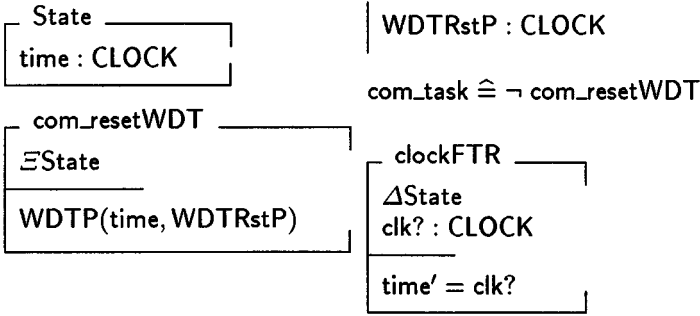 State
time : CLOCK
com_resetWDT
ΞState
WDTP(time, WDTRstP)
WDTRstP : CLOCK
com_task ≙ ¬ com_resetWDT
clockFTR
ΔState
clk? : CLOCK
time′ = clk?